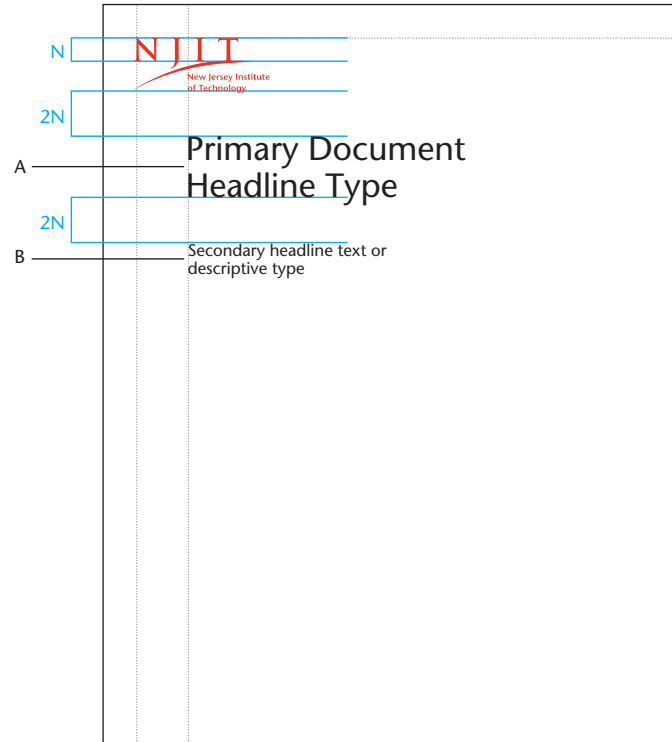 N
NJIT
New Jersey Institute
of Technology
2N
A
Primary Document
Headline Type
2N
B
Secondary headline text or
descriptive type